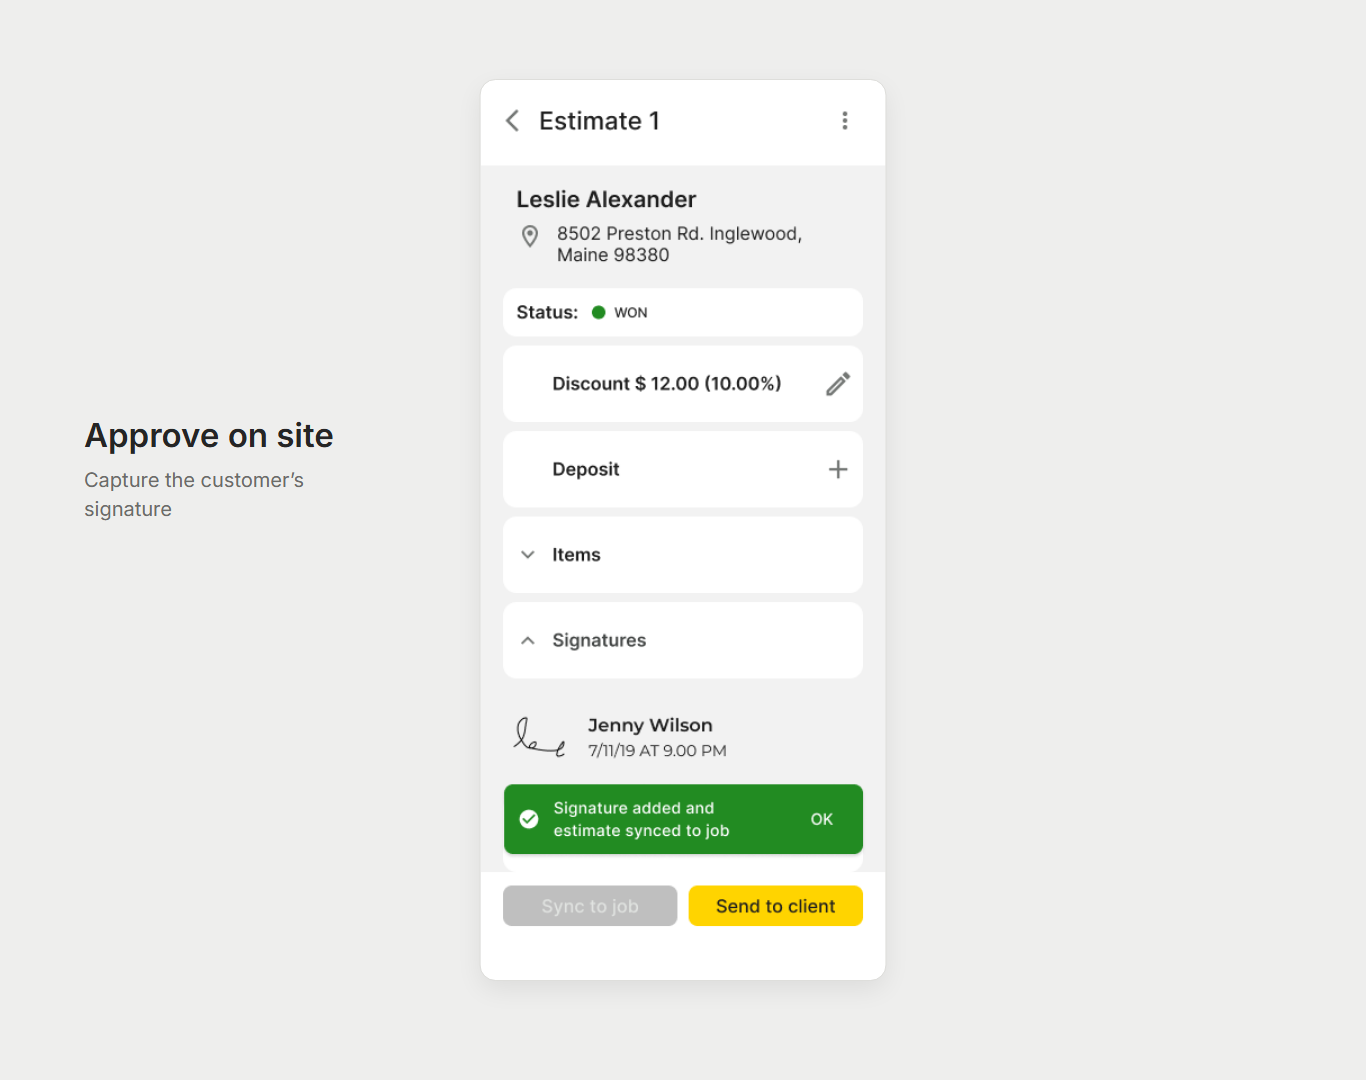 Approve on site
Capture the customer’s
signature
Estimate 1
Leslie Alexander
8502 Preston Rd. Inglewood,
Maine 98380
Status: WON
Discount $ 12.00 (10.00%)
Deposit
Items
Signatures
Jenny Wilson
7/11/19 AT 9.00 PM
Signature added and
estimate synced to job
OK
Sync to job
Send to client